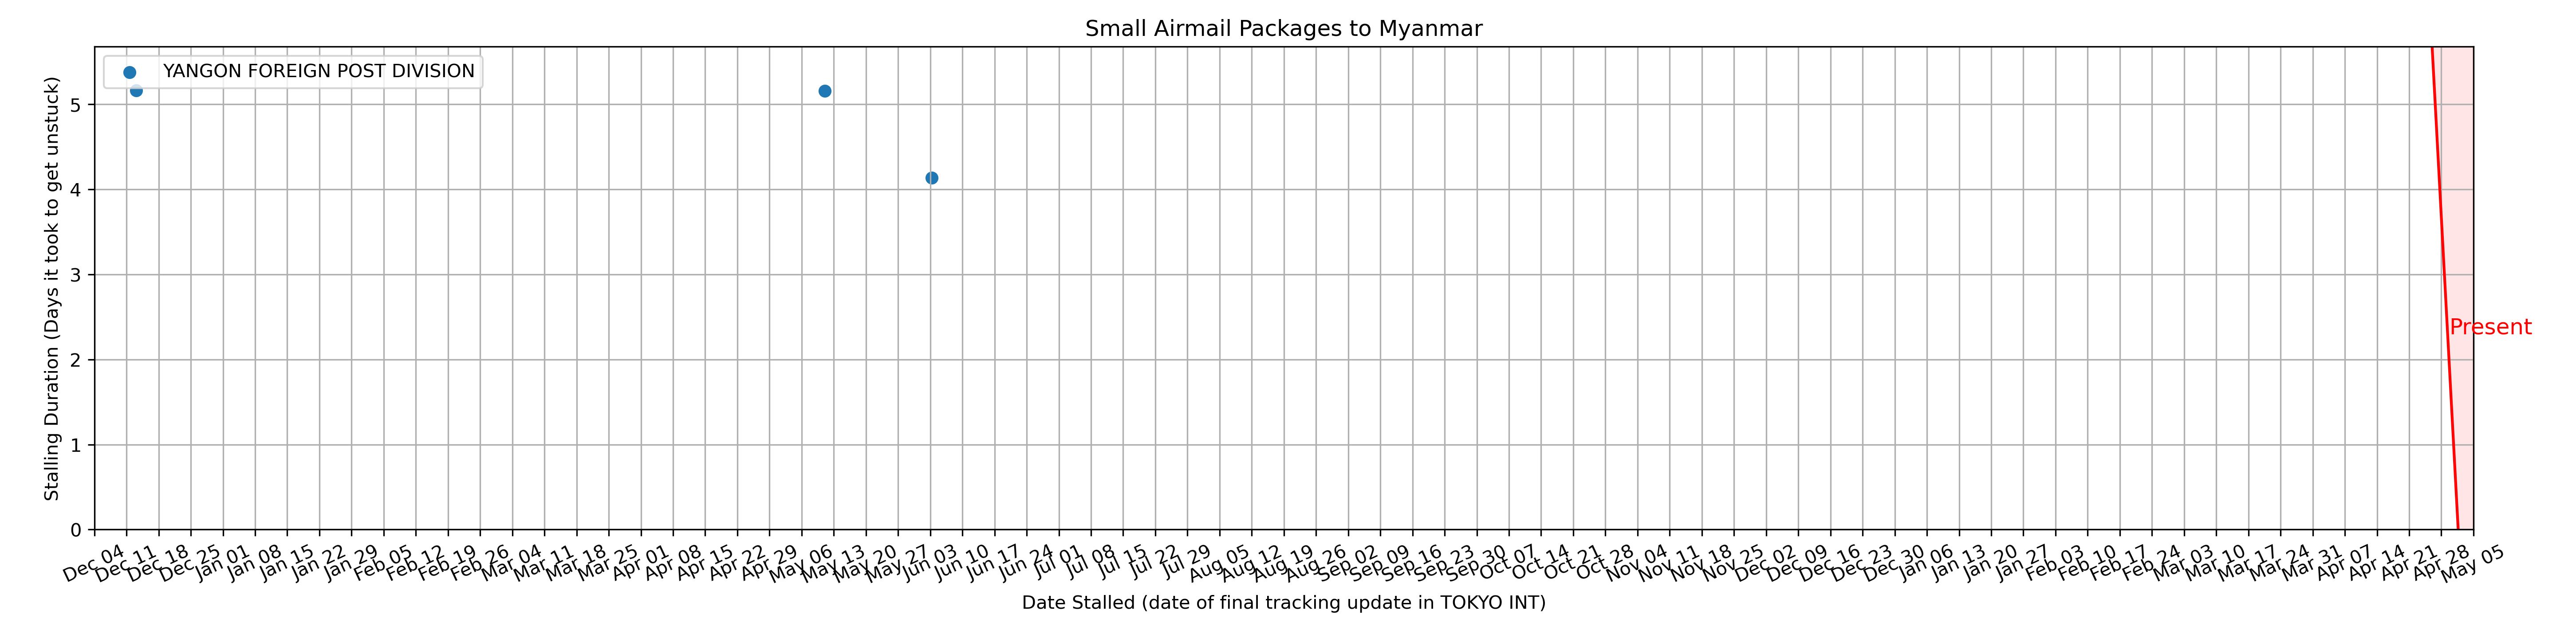 Small Airmail Packages to Myanmar
YANGON FOREIGN POST DIVISION
Stalling Duration (Days it took to get unstuck)
5
4
3
2
1
0
Present
Dec 04 Dec 11 Dec 18 Dec 25 Jan 01 Jan 08 Jan 15 Jan 22 Jan 29 Feb 05 Feb 12 Feb 19 Feb 26 Mar 04 Mar 11 Mar 18 Mar 25 Apr 01 Apr 08 Apr 15 Apr 22 Apr 29 May 06 May 13 May 20 May 27 Jun 03 Jun 10 Jun 17 Jun 24 Jul 01 Jul 08 Jul 15 Jul 22 Jul 29 Aug 05 Aug 12 Aug 19 Aug 26 Sep 02 Sep 09 Sep 16 Sep 23 Sep 30 Oct 07 Oct 14 Oct 21 Oct 28 Nov 04 Nov 11 Nov 18 Nov 25 Dec 02 Dec 09 Dec 16 Dec 23 Dec 30 Jan 06 Jan 13 Jan 20 Jan 27 Feb 03 Feb 10 Feb 17 Feb 24 Mar 03 Mar 10 Mar 17 Mar 24 Mar 31 Apr 07 Apr 14 Apr 21 Apr 28 May 05
Date Stalled (date of final tracking update in TOKYO INT)